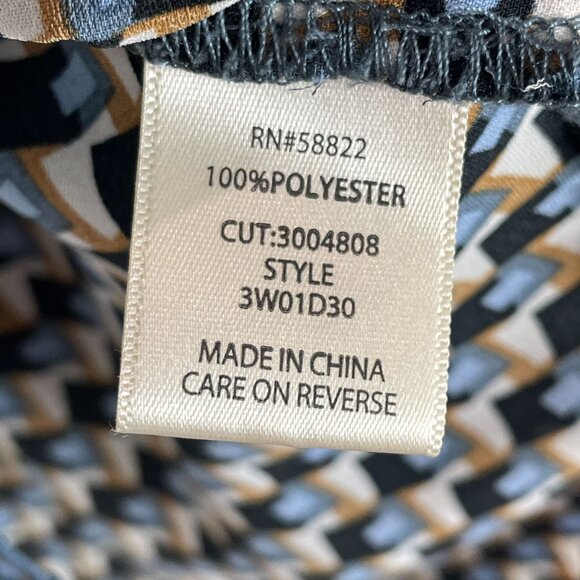 RN#58822
100%POLYESTER
CUT:3004808
STYLE
3W01D30
MADE IN CHINA
CARE ON REVERSE